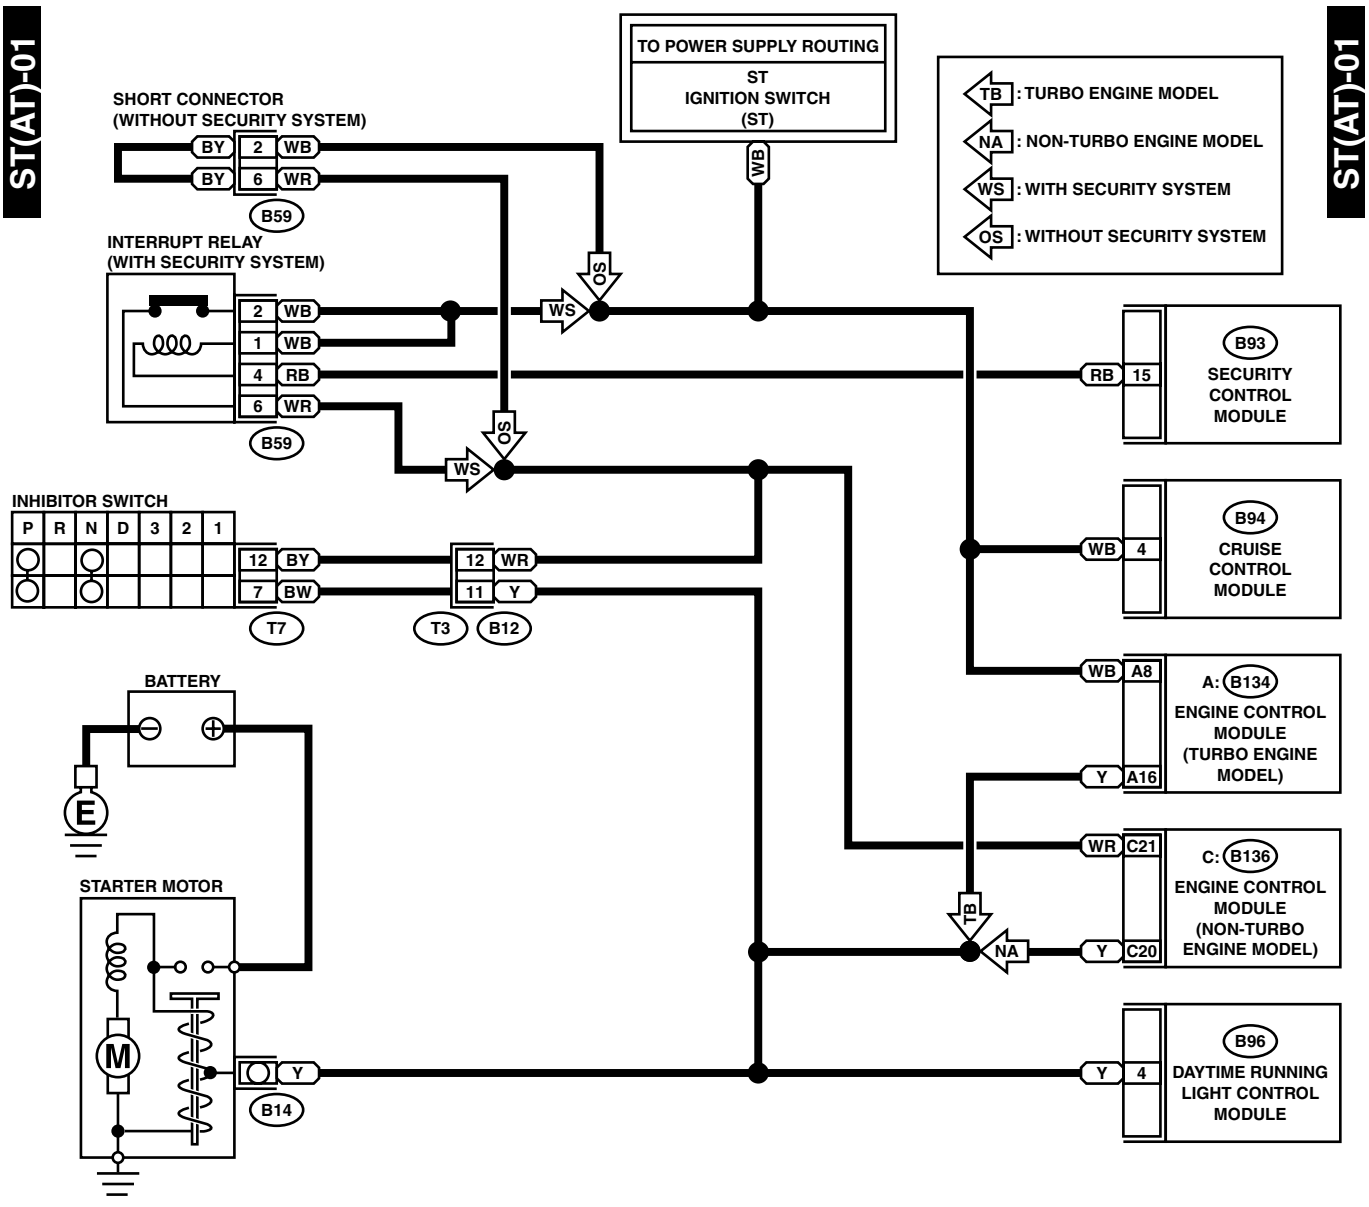 ST(AT)-01
ST(AT)-01
TO POWER SUPPLY ROUTING
ST
IGNITION SWITCH
(ST)
WB
TB : TURBO ENGINE MODEL
NA : NON-TURBO ENGINE MODEL
WS : WITH SECURITY SYSTEM
OS : WITHOUT SECURITY SYSTEM
SHORT CONNECTOR
(WITHOUT SECURITY SYSTEM)
BY 2 WB
BY 6 WR
B59
INTERRUPT RELAY
(WITH SECURITY SYSTEM)
OS
2 WB
WS
1 WB
4 RB
6 WR
B59
OS
WS
RB 15
B93
SECURITY
CONTROL
MODULE
INHIBITOR SWITCH
P R N D 3 2 1
12 BY
12 WR
7 BW
11 Y
T7
T3
B12
WB 4
B94
CRUISE
CONTROL
MODULE
BATTERY
− +
E
WB A8
Y A16
A: B134
ENGINE CONTROL
MODULE
(TURBO ENGINE
MODEL)
WR C21
TB
NA
Y C20
C: B136
ENGINE CONTROL
MODULE
(NON-TURBO
ENGINE MODEL)
STARTER MOTOR
M
Y
B14
Y 4
B96
DAYTIME RUNNING
LIGHT CONTROL
MODULE